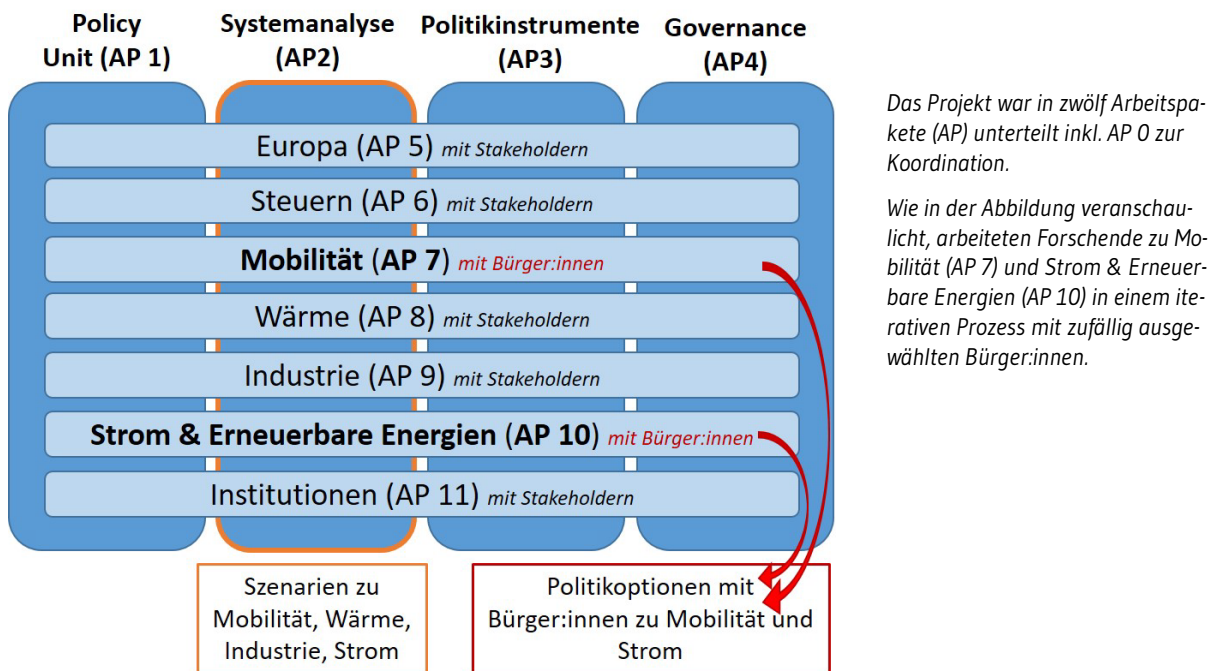 Policy
Unit (AP 1)
Systemanalyse
(AP2)
Politikinstrumente
(AP3)
Governance
(AP4)
Europa (AP 5) mit Stakeholdern
Steuern (AP 6) mit Stakeholdern
Mobilität (AP 7) mit Bürger:innen
Wärme (AP 8) mit Stakeholdern
Industrie (AP 9) mit Stakeholdern
Strom & Erneuerbare Energien (AP 10) mit Bürger:innen
Institutionen (AP 11) mit Stakeholdern
Szenarien zu
Mobilität, Wärme,
Industrie, Strom
Politikoptionen mit
Bürger:innen zu Mobilität und
Strom
Das Projekt war in zwölf Arbeitspa-
kete (AP) unterteilt inkl. AP 0 zur
Koordination.
Wie in der Abbildung veranschau-
licht, arbeiteten Forschende zu Mo-
bilität (AP 7) und Strom & Erneuer-
bare Energien (AP 10) in einem ite-
rativen Prozess mit zufällig ausge-
wählten Bürger:innen.